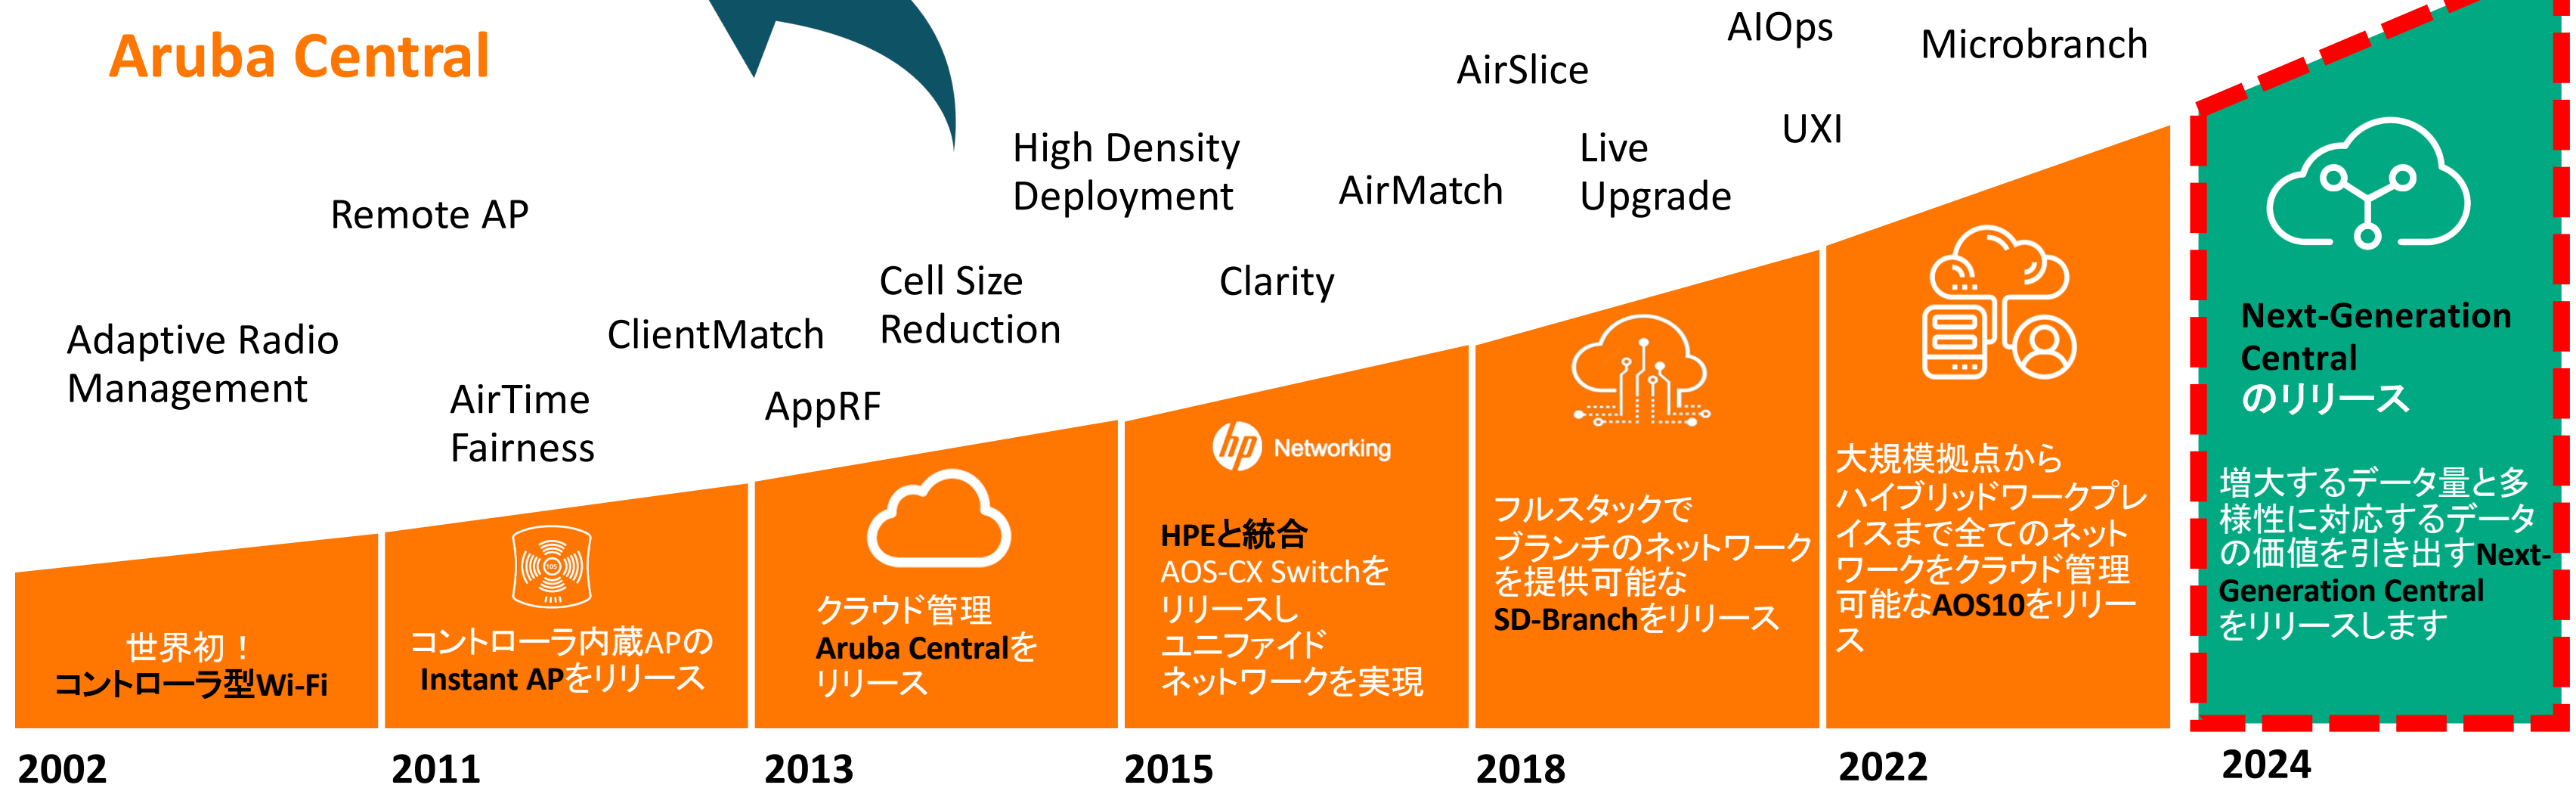 Aruba Central
AIOps
Microbranch
AirSlice
UXI
High Density
Deployment
Live
Upgrade
AirMatch
Remote AP
Cell Size
Reduction
Clarity
ClientMatch
Adaptive Radio
Management
AirTime
Fairness
AppRF
世界初！
コントローラ型Wi-Fi
2002
105
コントローラ内蔵APの
Instant APをリリース
2011
クラウド管理
Aruba Centralを
リリース
2013
hp Networking
HPEと統合
AOS-CX Switchを
リリースし
ユニファイド
ネットワークを実現
2015
フルスタックで
ブランチのネットワーク
を提供可能な
SD-Branchをリリース
2018
大規模拠点から
ハイブリッドワークプレ
イスまで全てのネット
ワークをクラウド管理
可能なAOS10をリリー
ス
2022
Next-Generation
Central
のリリース
増大するデータ量と多
様性に対応するデータ
の価値を引き出すNext-
Generation Central
をリリースします
2024